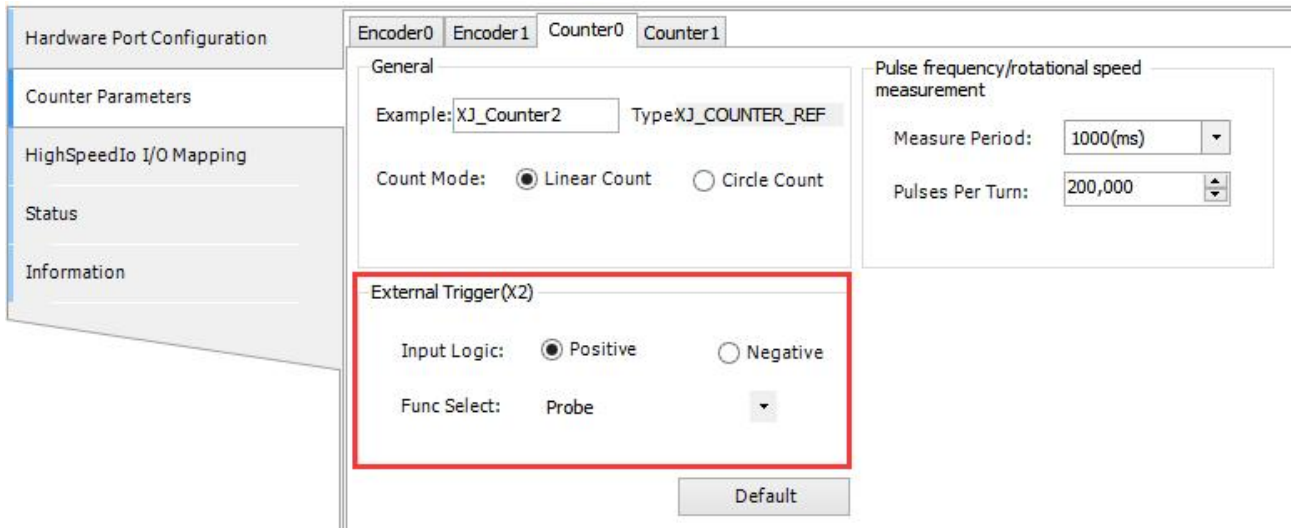 Hardware Port Configuration
Counter Parameters
HighSpeedIo I/O Mapping
Status
Information
Encoder0 Encoder1 Counter0 Counter1
General
Example: XJ_Counter2 Type:XJ_COUNTER_REF
Count Mode: Linear Count Circle Count
Pulse frequency/rotational speed
measurement
Measure Period: 1000(ms)
Pulses Per Turn: 200,000
External Trigger(X2)
Input Logic: Positive Negative
Func Select: Probe
Default